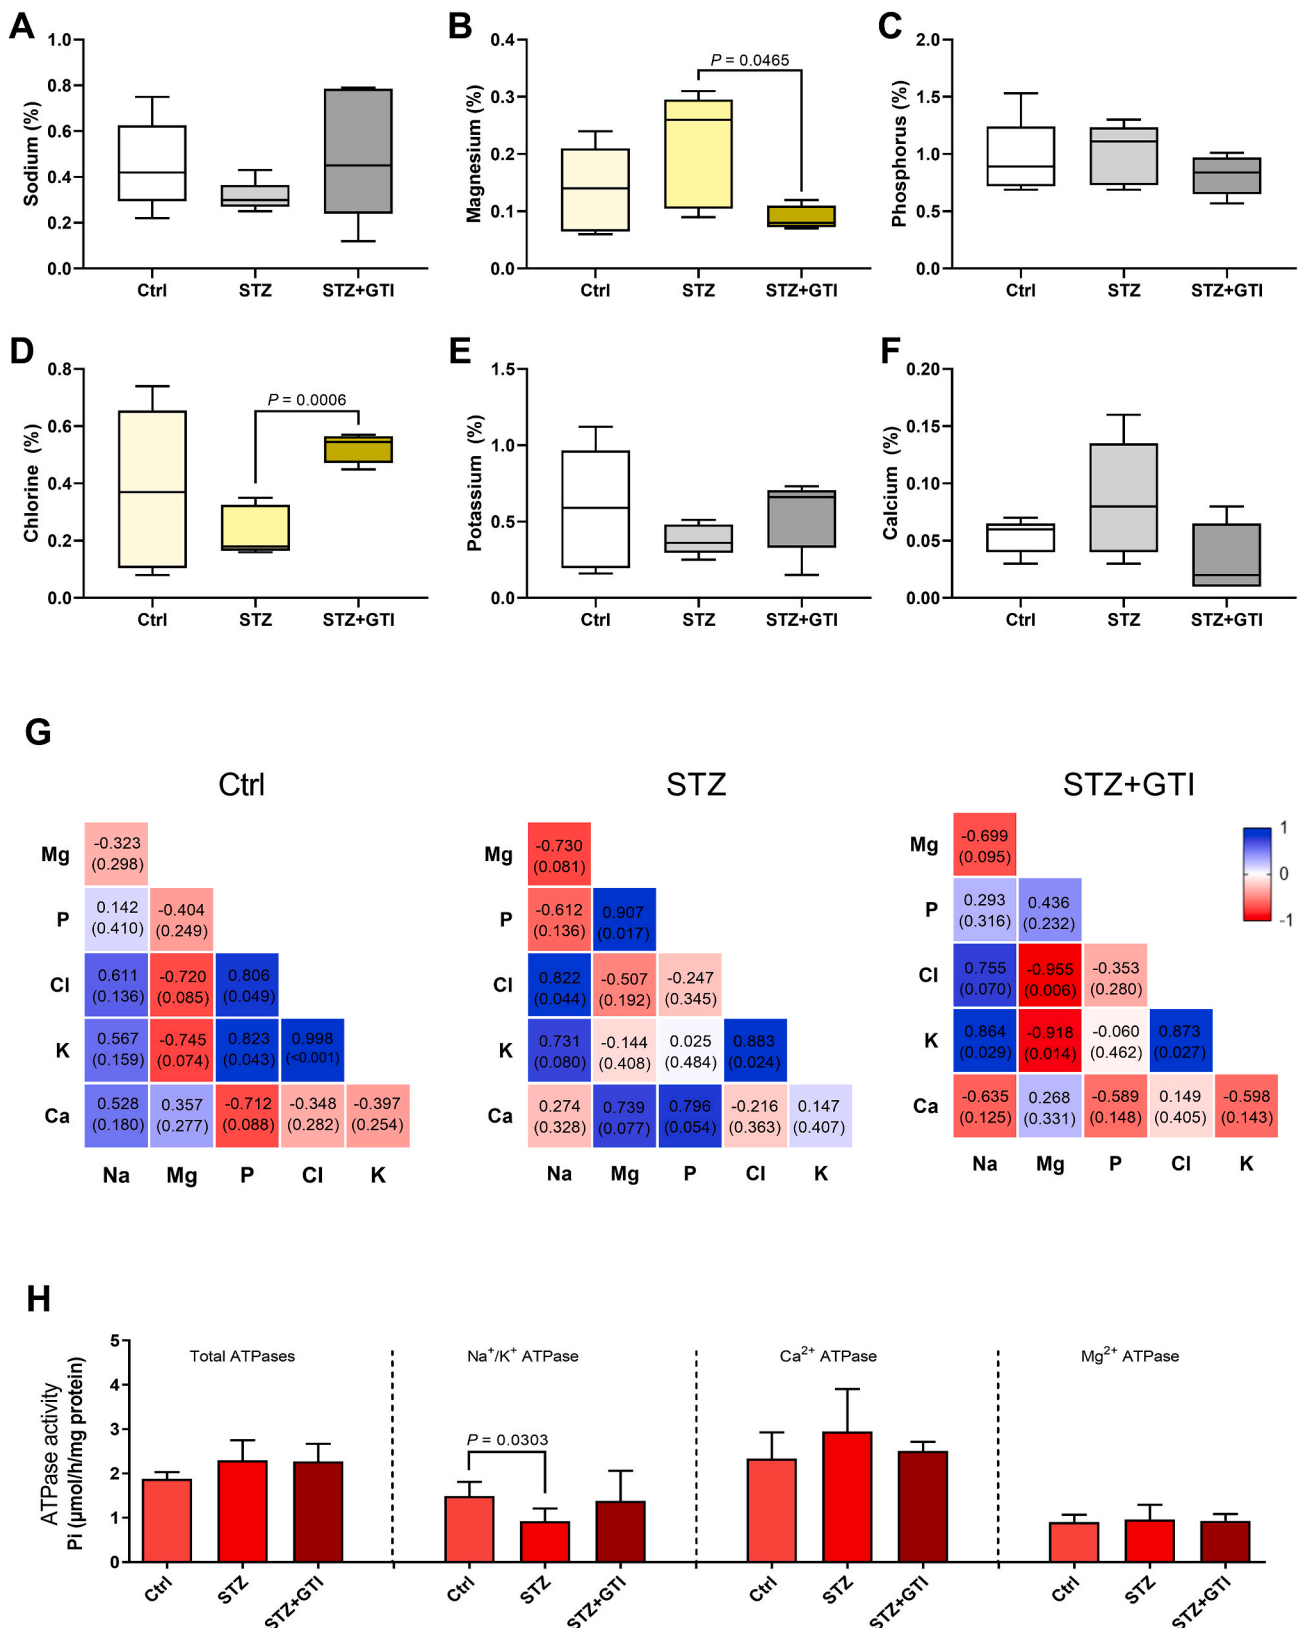 A
Sodium (%)
1.0
0.8
0.6
0.4
0.2
0.0
Ctrl STZ STZ+GTI
B
Magnesium (%)
0.4
0.3
0.2
0.1
0.0
P = 0.0465
Ctrl STZ STZ+GTI
C
Phosphorus (%)
2.0
1.5
1.0
0.5
0.0
Ctrl STZ STZ+GTI
D
Chlorine (%)
0.8
0.6
0.4
0.2
0.0
P = 0.0006
Ctrl STZ STZ+GTI
E
Potassium (%)
1.5
1.0
0.5
0.0
Ctrl STZ STZ+GTI
F
Calcium (%)
0.20
0.15
0.10
0.05
0.00
Ctrl STZ STZ+GTI
G
Ctrl
Mg -0.323
(0.298)
P 0.142 -0.404
(0.410) (0.249)
Cl 0.611 -0.720 0.806
(0.136) (0.085) (0.049)
K 0.567 -0.745 0.823 0.998
(0.159) (0.074) (0.043) (<0.001)
Ca 0.528 0.357 -0.712 -0.348 -0.397
(0.180) (0.277) (0.088) (0.282) (0.254)
Na Mg P Cl K
STZ
Mg -0.730
(0.081)
P -0.612 0.907
(0.136) (0.017)
Cl 0.822 -0.507 -0.247
(0.044) (0.192) (0.345)
K 0.731 -0.144 0.025 0.883
(0.080) (0.408) (0.484) (0.024)
Ca 0.274 0.739 0.796 -0.216 0.147
(0.328) (0.077) (0.054) (0.363) (0.407)
Na Mg P Cl K
STZ+GTI
Mg -0.699
(0.095)
P 0.293 0.436
(0.316) (0.232)
Cl 0.755 -0.955 -0.353
(0.070) (0.006) (0.280)
K 0.864 -0.918 -0.060 0.873
(0.029) (0.014) (0.462) (0.027)
Ca -0.635 0.268 -0.589 0.149 -0.598
(0.125) (0.331) (0.148) (0.405) (0.143)
Na Mg P Cl K
1
0
-1
H
ATPase activity
Pi (µmol/h/mg protein)
5
4
3
2
1
0
Total ATPases
Na⁺/K⁺ ATPase
Ca²⁺ ATPase
Mg²⁺ ATPase
P = 0.0303
Ctrl STZ STZ+GTI Ctrl STZ STZ+GTI Ctrl STZ STZ+GTI Ctrl STZ STZ+GTI